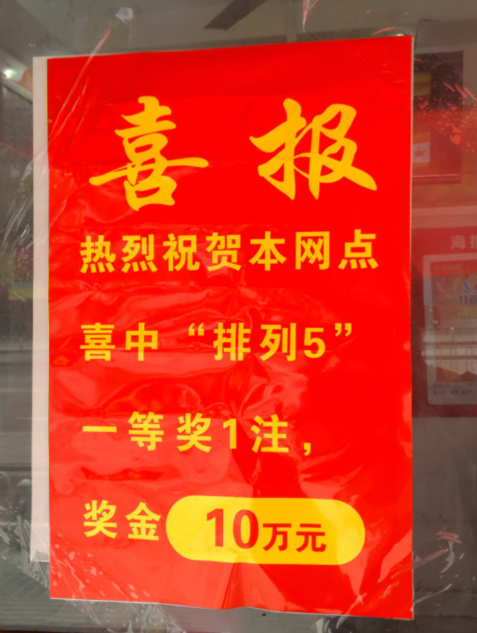 喜报
热烈祝贺本网点
喜中“排列5”
一等奖1注，
奖金10万元